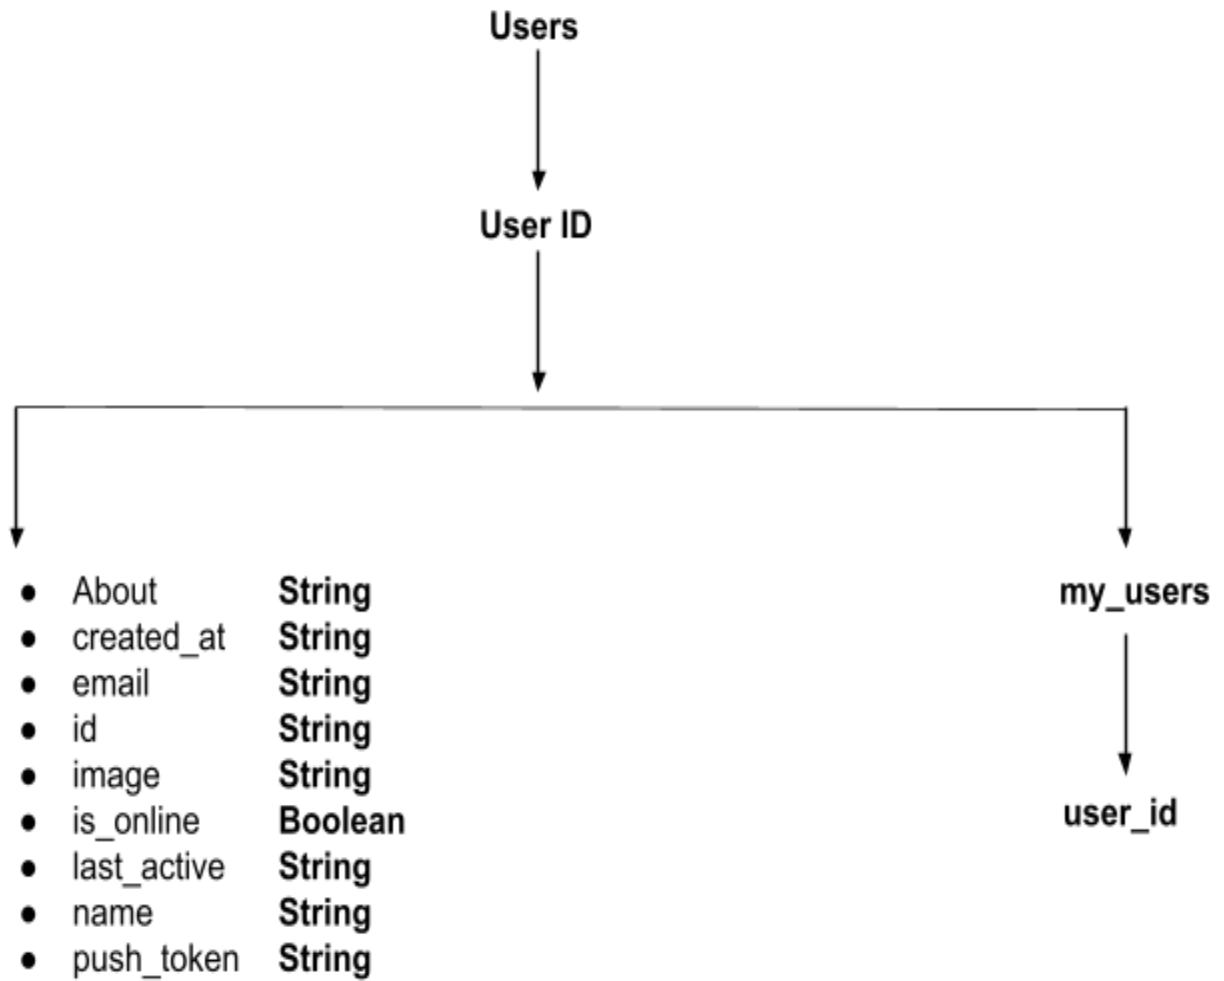 Users
User ID
● About String
● created_at String
● email String
● id String
● image String
● is_online Boolean
● last_active String
● name String
● push_token String
my_users
user_id